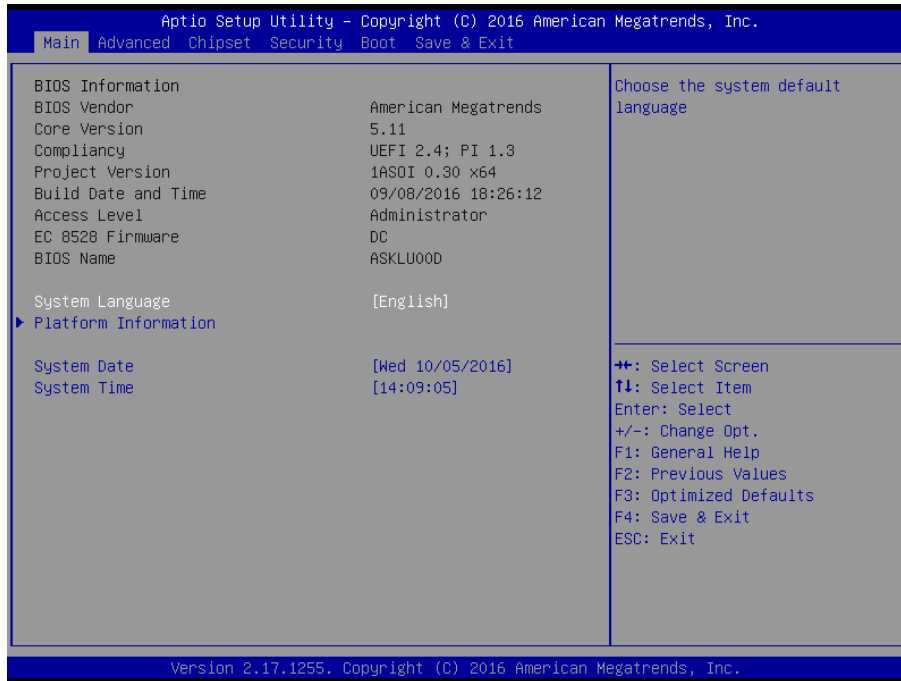 Aptio Setup Utility – Copyright (C) 2016 American Megatrends, Inc.
Main Advanced Chipset Security Boot Save & Exit
BIOS Information
BIOS Vendor American Megatrends
Core Version 5.11
Compliancy UEFI 2.4; PI 1.3
Project Version 1ASOI 0.30 x64
Build Date and Time 09/08/2016 18:26:12
Access Level Administrator
EC 8528 Firmware DC
BIOS Name ASKLU00D
System Language [English]
Platform Information
System Date [Wed 10/05/2016]
System Time [14:09:05]
Choose the system default
language
→←: Select Screen
↑↓: Select Item
Enter: Select
+/-: Change Opt.
F1: General Help
F2: Previous Values
F3: Optimized Defaults
F4: Save & Exit
ESC: Exit
Version 2.17.1255. Copyright (C) 2016 American Megatrends, Inc.